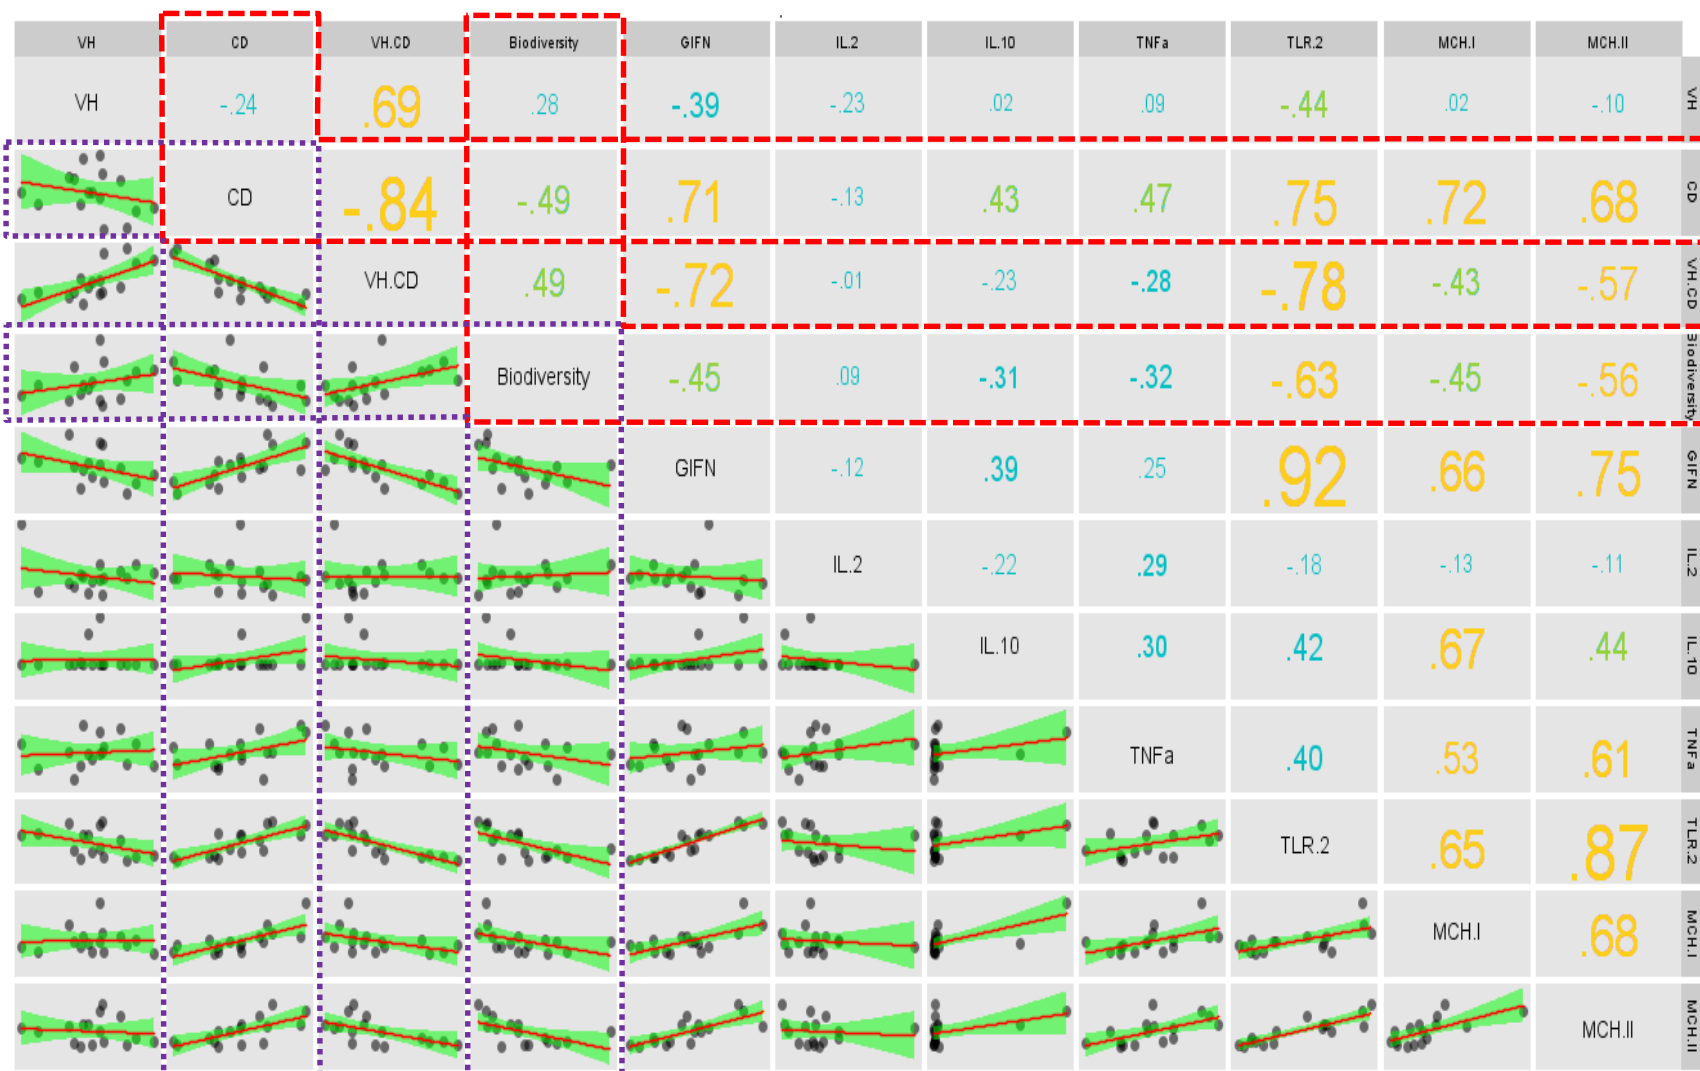 VH CD VH.CD Biodiversity GIFN IL.2 IL.10 TNFa TLR.2 MCH.I MCH.II
VH -.24 .69 .28 -.39 -.23 .02 .09 -.44 .02 -.10 VH
CD -.84 -.49 .71 -.13 .43 .47 .75 .72 .68 CD
VH.CD .49 -.72 -.01 -.23 -.28 -.78 -.43 -.57 VH.CD
Biodiversity -.45 .09 -.31 -.32 -.63 -.45 -.56 Biodiversity
GIFN -.12 .39 .25 .92 .66 .75 GIFN
IL.2 -.22 .29 -.18 -.13 -.11 IL.2
IL.10 .30 .42 .67 .44 IL.10
TNFa .40 .53 .61 TNFa
TLR.2 .65 .87 TLR.2
MCH.I .68 MCH.I
MCH.II MCH.II